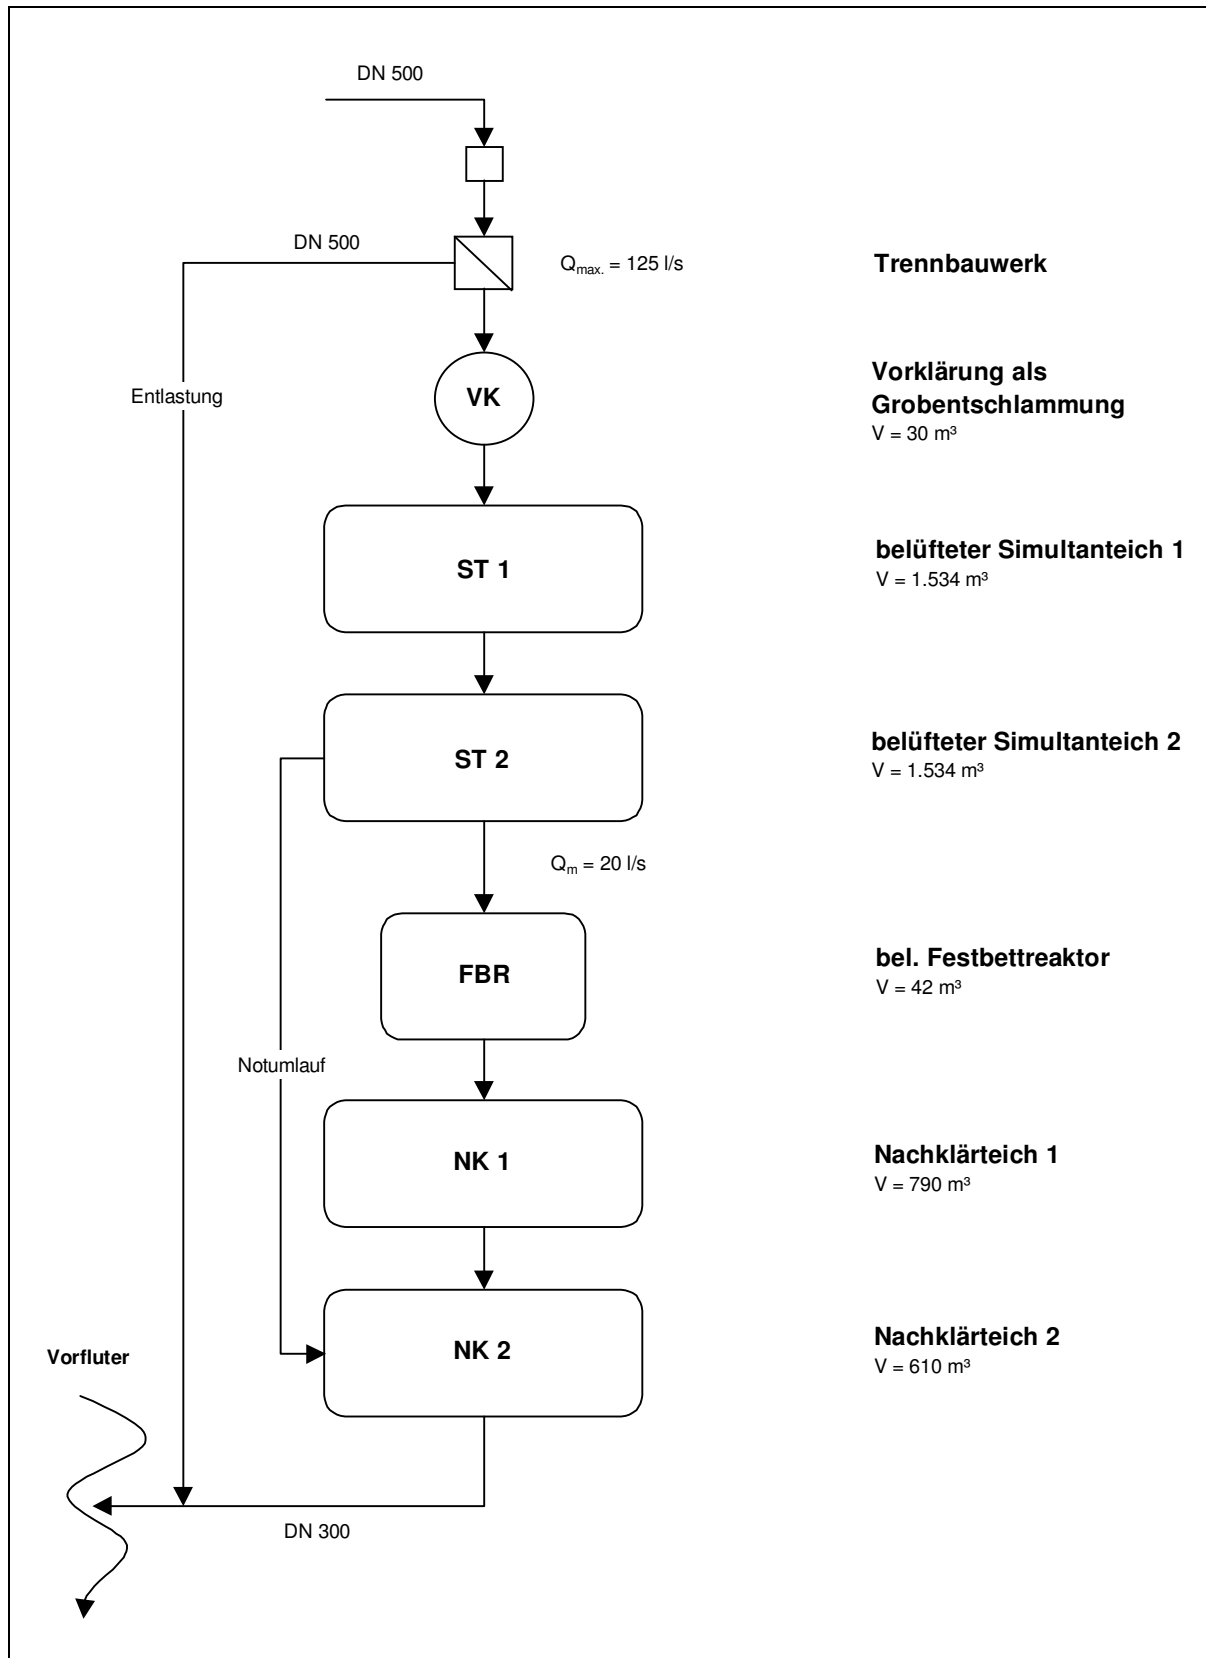 DN 500
DN 500
Qmax. = 125 l/s
Trennbauwerk
Entlastung
VK
Vorklärung als
Grobentschlammung
V = 30 m³
ST 1
belüfteter Simultanteich 1
V = 1.534 m³
ST 2
belüfteter Simultanteich 2
V = 1.534 m³
Qm = 20 l/s
FBR
bel. Festbettreaktor
V = 42 m³
Notumlauf
NK 1
Nachklärteich 1
V = 790 m³
NK 2
Nachklärteich 2
V = 610 m³
Vorfluter
DN 300